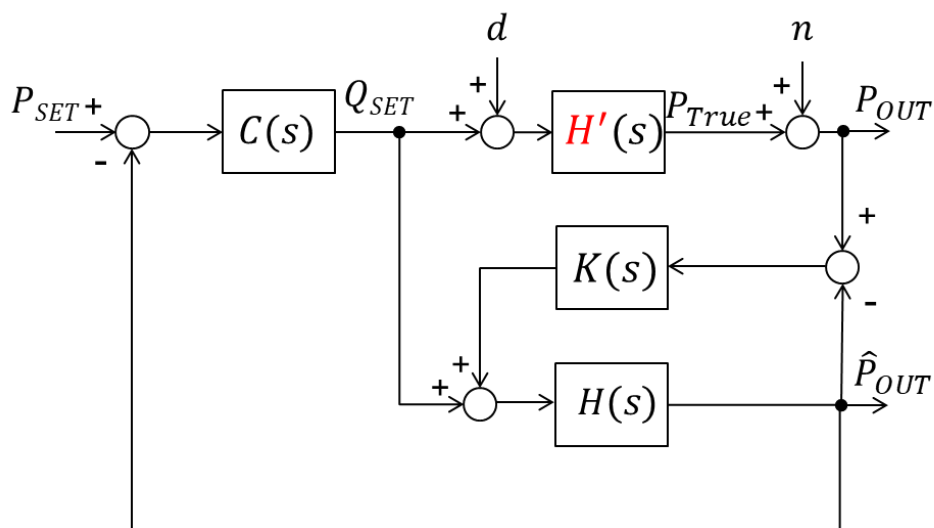 d n
P_SET + Q_SET + + P_True + + P_OUT
- C(s) H'(s)
+
K(s)
-
+ + P̂_OUT
H(s)